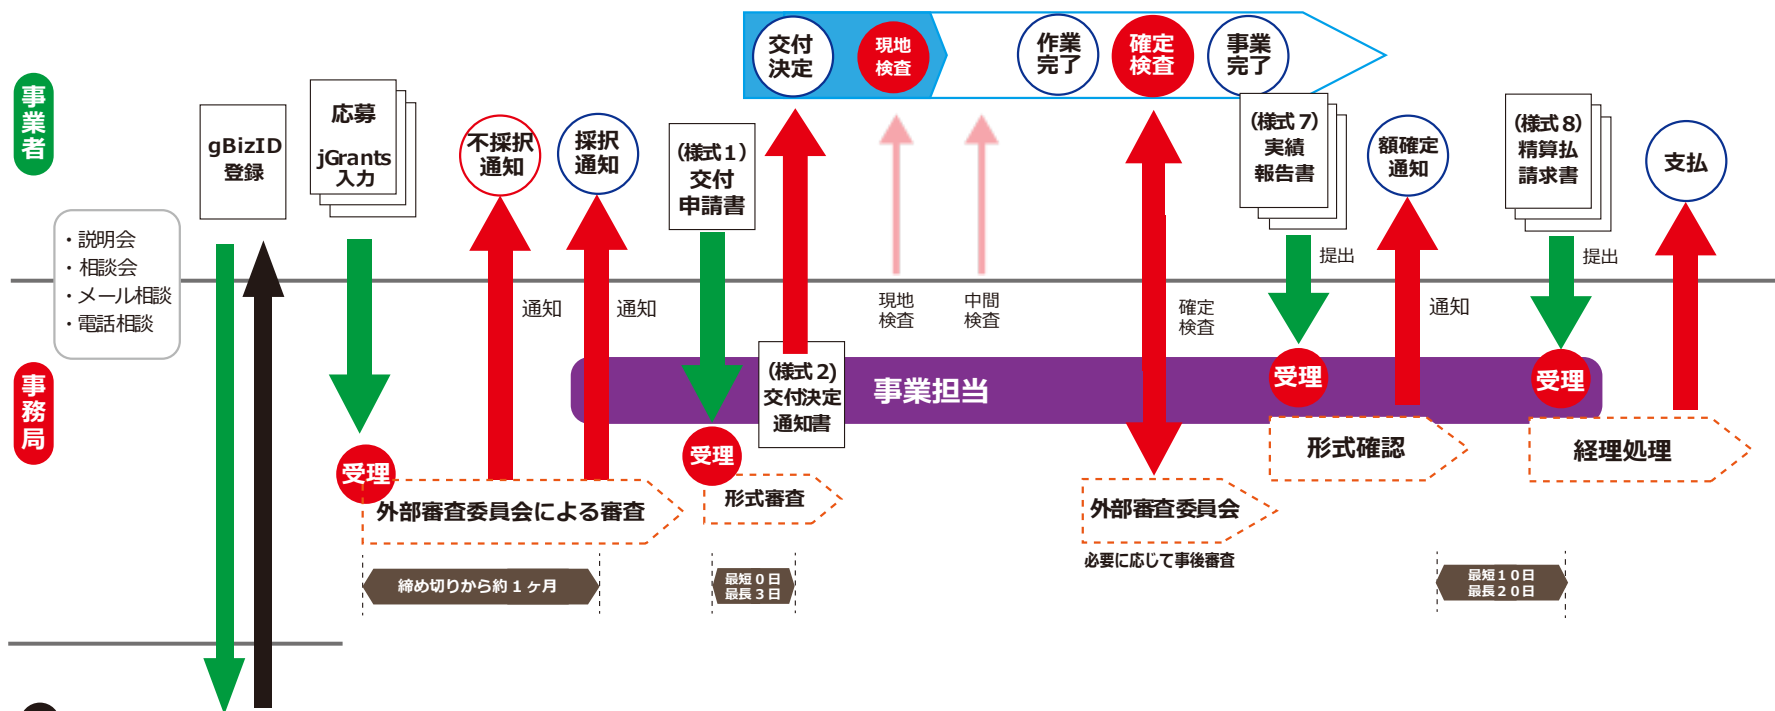 事業者
gBizID
登録
・説明会
・相談会
・メール相談
・電話相談
応募
jGrants
入力
不採択
通知
採択
通知
(様式1)
交付
申請書
交付
決定
現地
検査
作業
完了
確定
検査
事業
完了
(様式7)
実績
報告書
額確定
通知
(様式8)
精算払
請求書
支払
通知
通知
現地
検査
中間
検査
確定
検査
提出
通知
提出
事務局
事業担当
(様式2)
交付決定
通知書
受理
受理
受理
受理
外部審査委員会による審査
形式審査
外部審査委員会
必要に応じて事後審査
形式確認
経理処理
締め切りから約1ヶ月
最短0日
最長3日
最短10日
最長20日